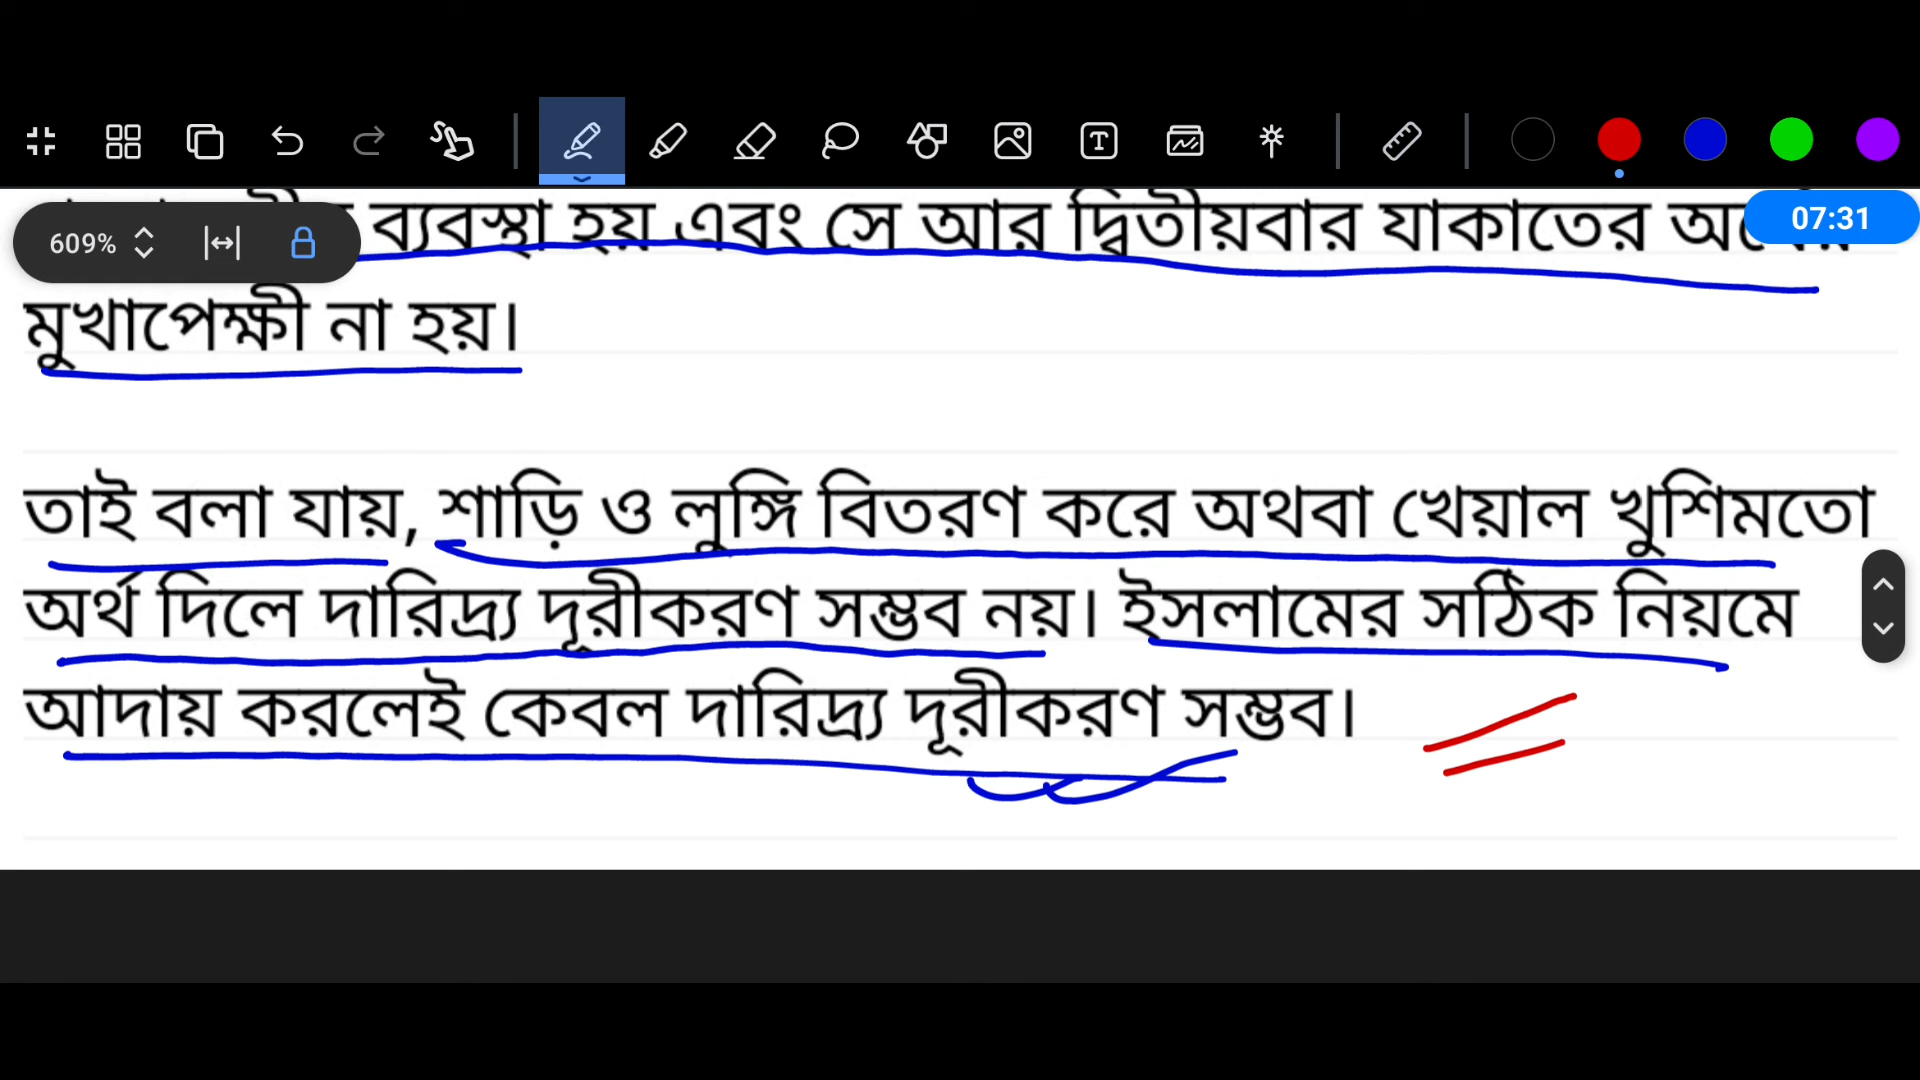 609%
07:31
ব্যবস্থা হয় এবং সে আর দ্বিতীয়বার যাকাতের
মুখাপেক্ষী না হয়।
তাই বলা যায়, শাড়ি ও লুঙ্গি বিতরণ করে অথবা খেয়াল খুশিমতো
অর্থ দিলে দারিদ্র্য দূরীকরণ সম্ভব নয়। ইসলামের সঠিক নিয়মে
আদায় করলেই কেবল দারিদ্র্য দূরীকরণ সম্ভব।